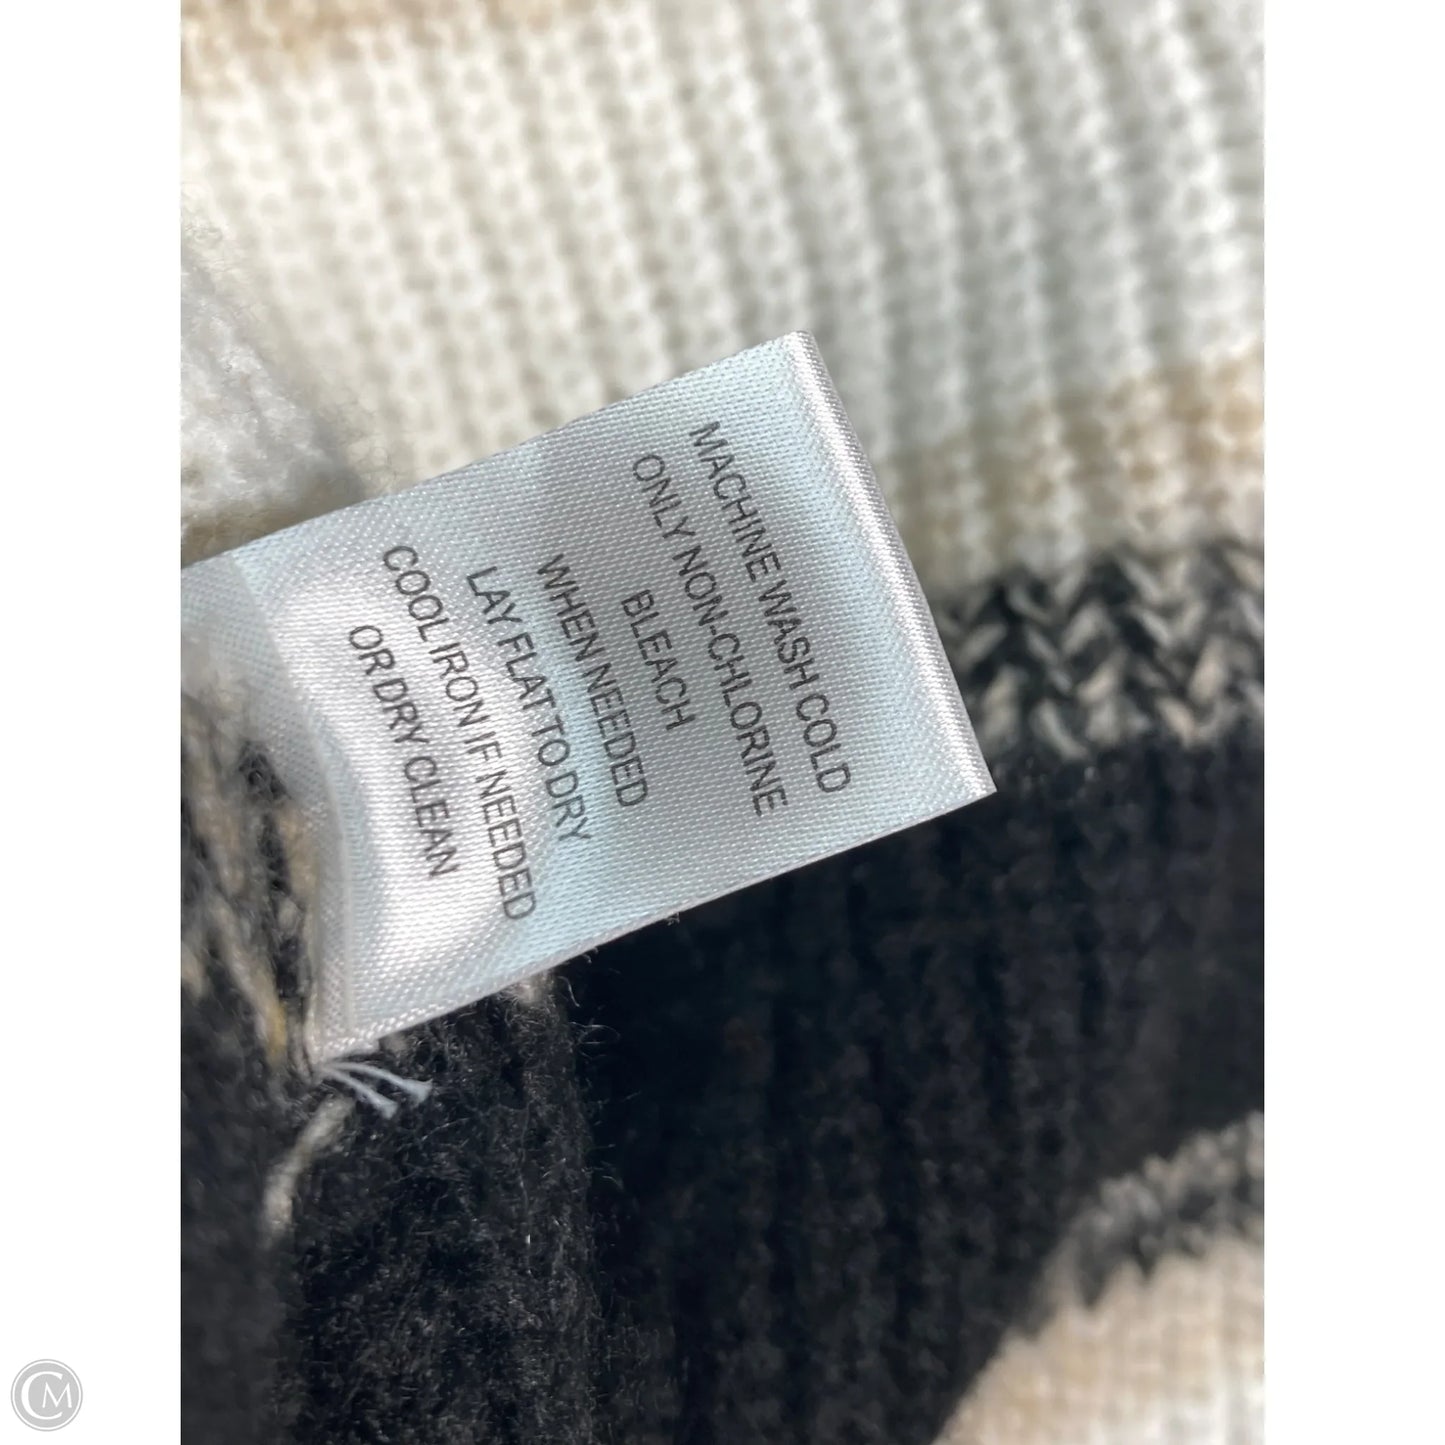 MACHINE WASH COLD
ONLY NON-CHLORINE
BLEACH
WHEN NEEDED
LAY FLAT TO DRY
COOL IRON IF NEEDED
OR DRY CLEAN
CM